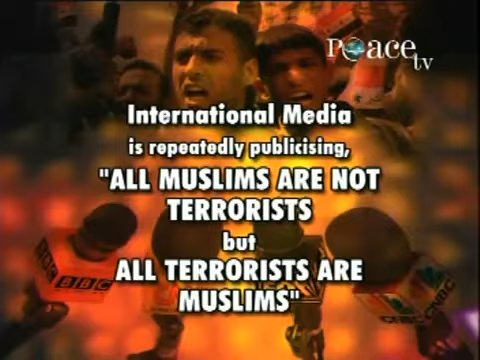 peace tv
International Media
is repeatedly publicising,
"ALL MUSLIMS ARE NOT
TERRORISTS
but
ALL TERRORISTS ARE
MUSLIMS"
BBC
CNBC
CNBC